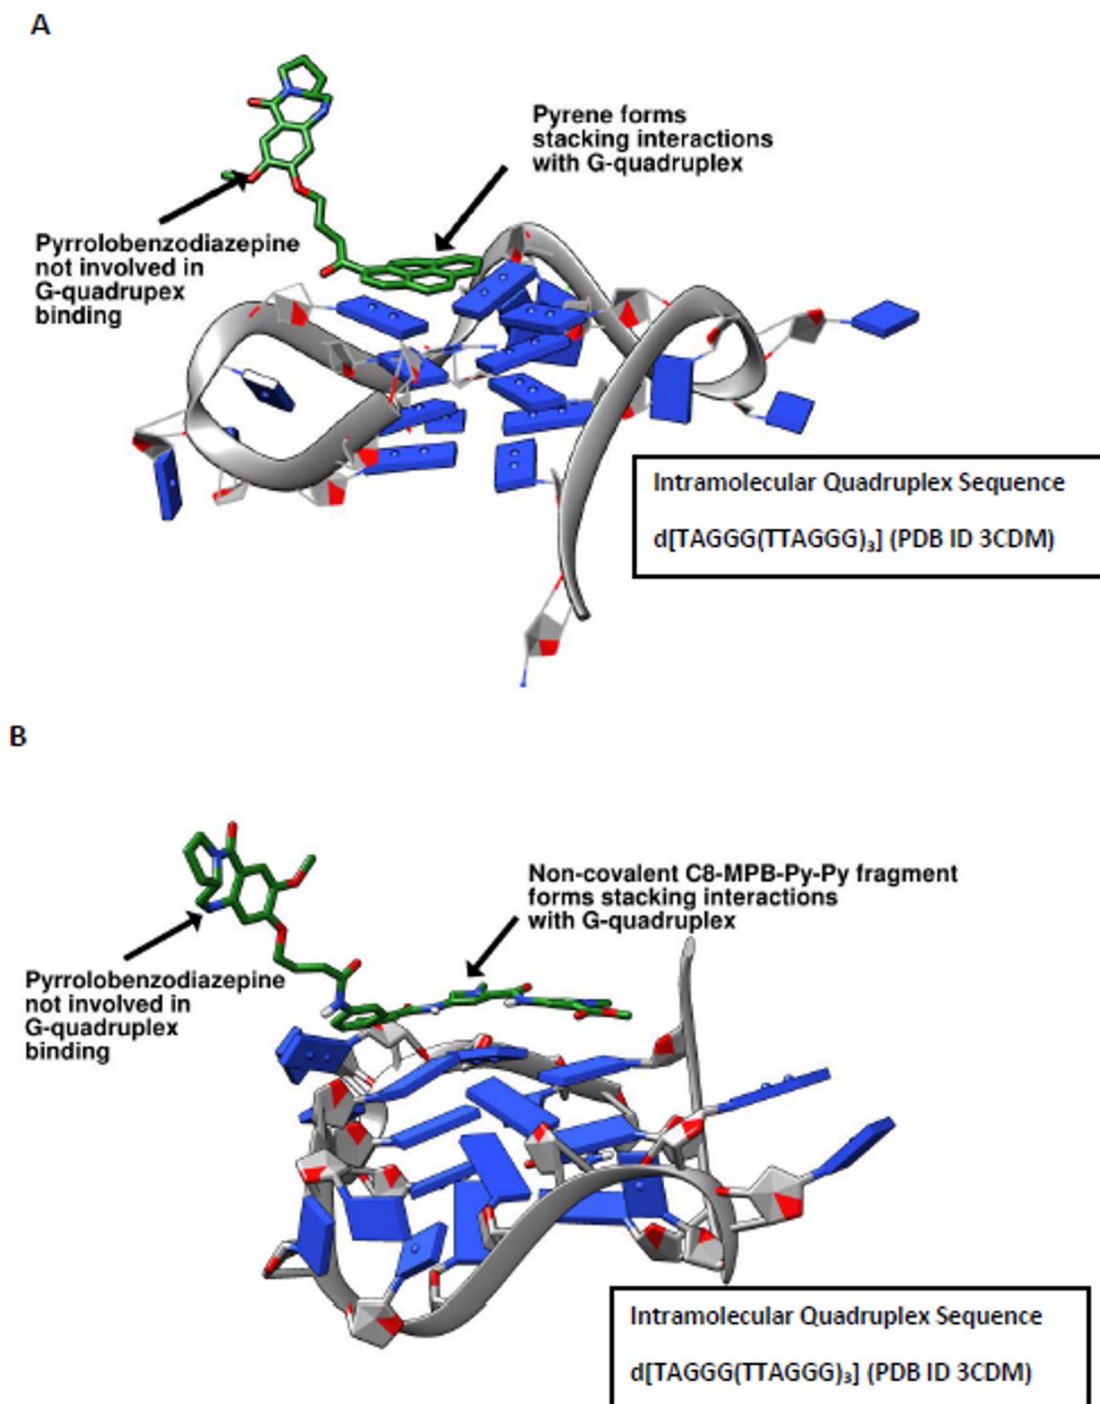 A
Pyrene forms
stacking interactions
with G-quadruplex
Pyrrolobenzodiazepine
not involved in
G-quadrupex
binding
Intramolecular Quadruplex Sequence
d[TAGGG(TTAGGG)₃] (PDB ID 3CDM)
B
Non-covalent C8-MPB-Py-Py fragment
forms stacking interactions
with G-quadruplex
Pyrrolobenzodiazepine
not involved in
G-quadruplex
binding
Intramolecular Quadruplex Sequence
d[TAGGG(TTAGGG)₃] (PDB ID 3CDM)